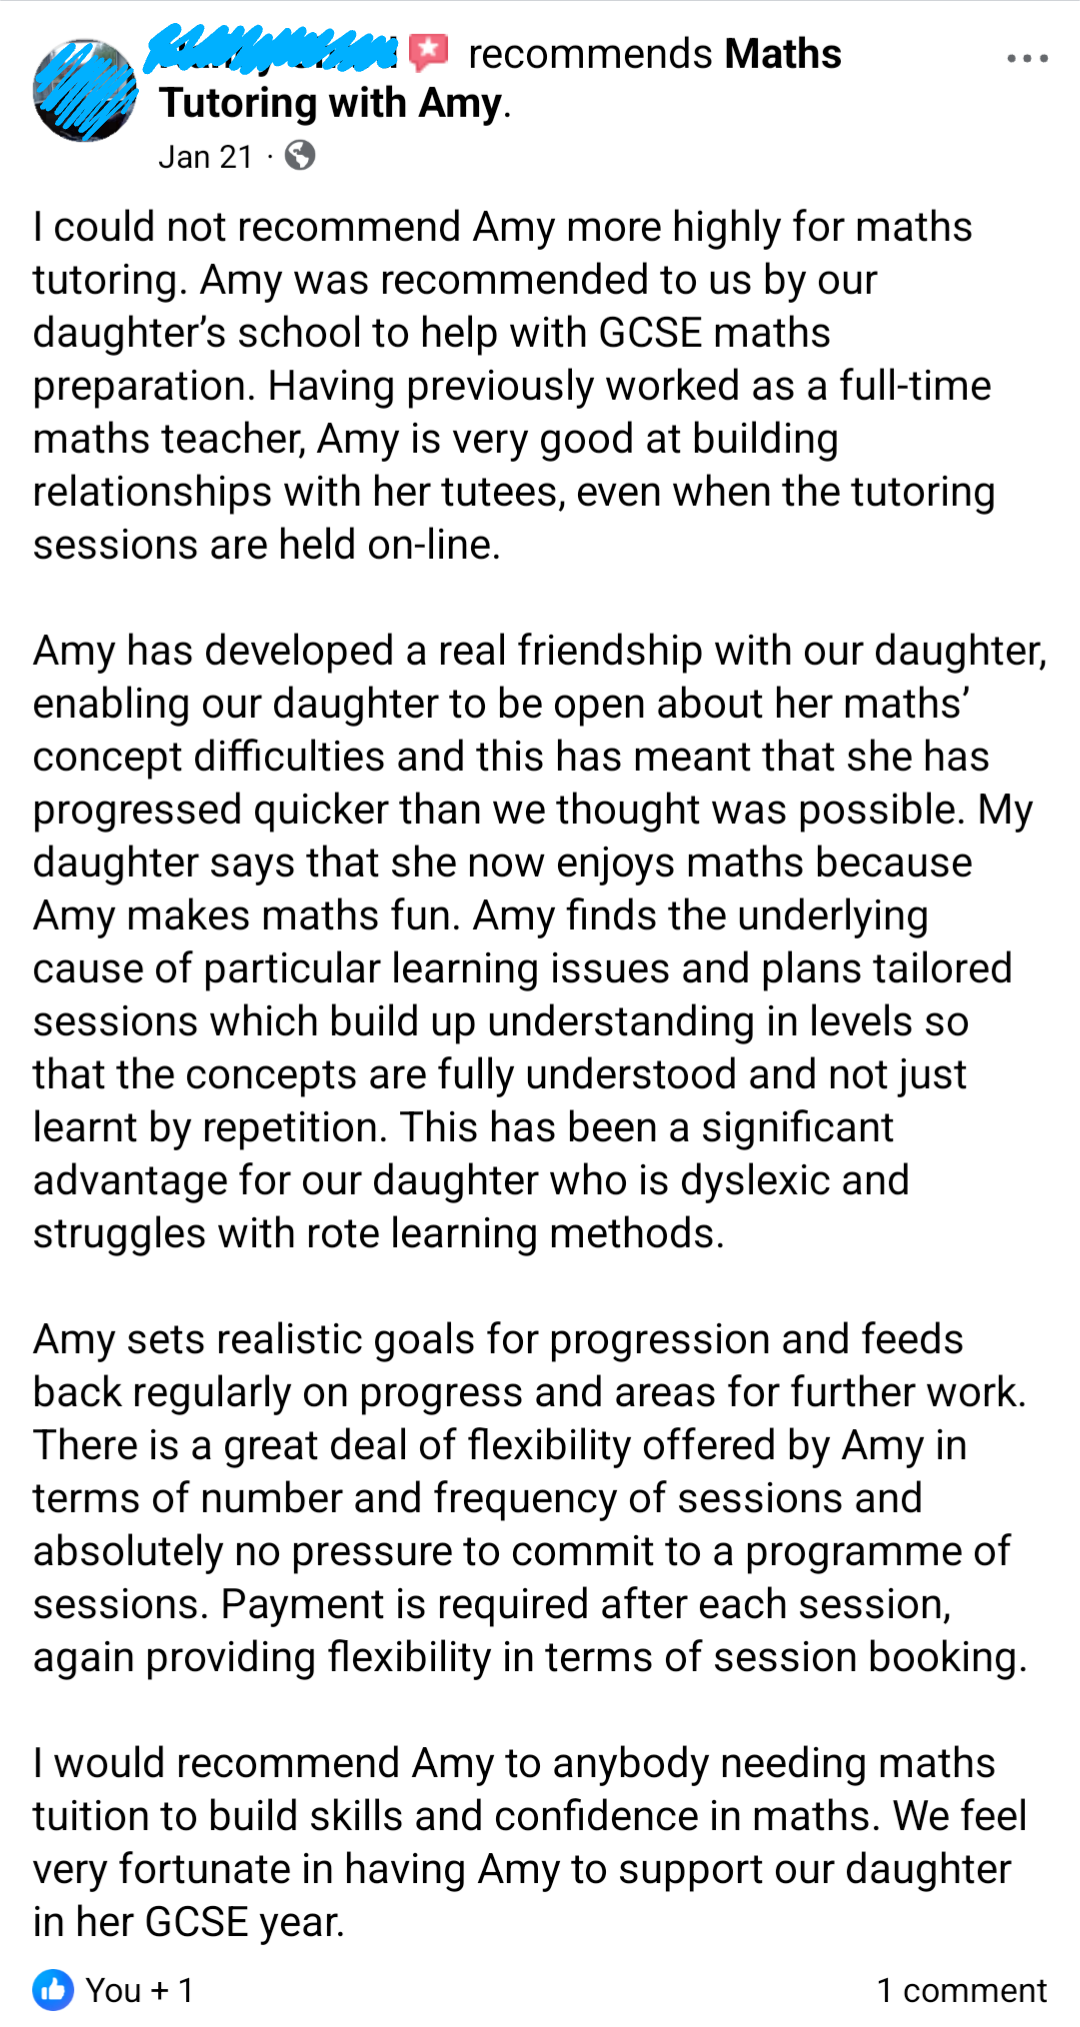 recommends Maths
Tutoring with Amy.
Jan 21 ·
I could not recommend Amy more highly for maths
tutoring. Amy was recommended to us by our
daughter’s school to help with GCSE maths
preparation. Having previously worked as a full-time
maths teacher, Amy is very good at building
relationships with her tutees, even when the tutoring
sessions are held on-line.
Amy has developed a real friendship with our daughter,
enabling our daughter to be open about her maths’
concept difficulties and this has meant that she has
progressed quicker than we thought was possible. My
daughter says that she now enjoys maths because
Amy makes maths fun. Amy finds the underlying
cause of particular learning issues and plans tailored
sessions which build up understanding in levels so
that the concepts are fully understood and not just
learnt by repetition. This has been a significant
advantage for our daughter who is dyslexic and
struggles with rote learning methods.
Amy sets realistic goals for progression and feeds
back regularly on progress and areas for further work.
There is a great deal of flexibility offered by Amy in
terms of number and frequency of sessions and
absolutely no pressure to commit to a programme of
sessions. Payment is required after each session,
again providing flexibility in terms of session booking.
I would recommend Amy to anybody needing maths
tuition to build skills and confidence in maths. We feel
very fortunate in having Amy to support our daughter
in her GCSE year.
You + 1 1 comment